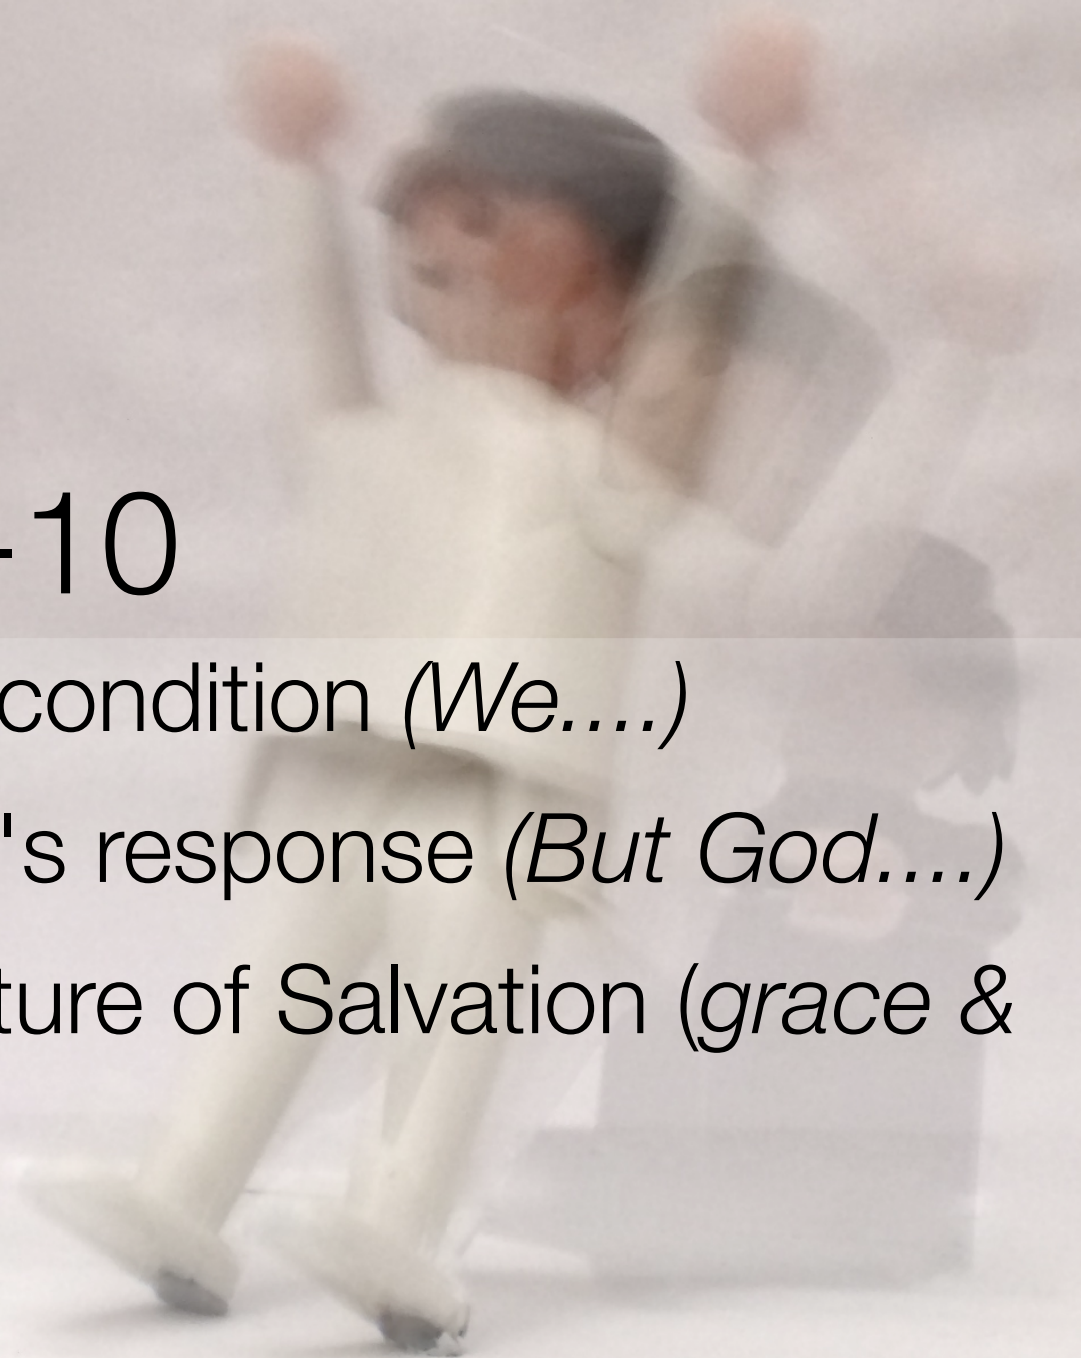 -10
condition (We....)
's response (But God....)
ture of Salvation (grace &